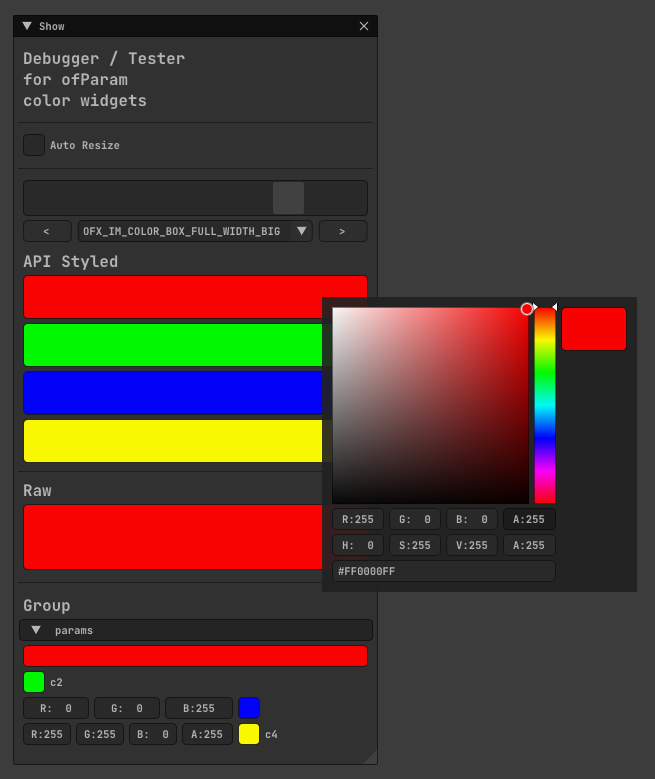 Show
Debugger / Tester
for ofParam
color widgets
Auto Resize
< OFX_IM_COLOR_BOX_FULL_WIDTH_BIG >
API Styled
R:255 G: 0 B: 0 A:255
H: 0 S:255 V:255 A:255
#FF0000FF
Raw
Group
params
c2
R: 0 G: 0 B:255
R:255 G:255 B: 0 A:255 c4